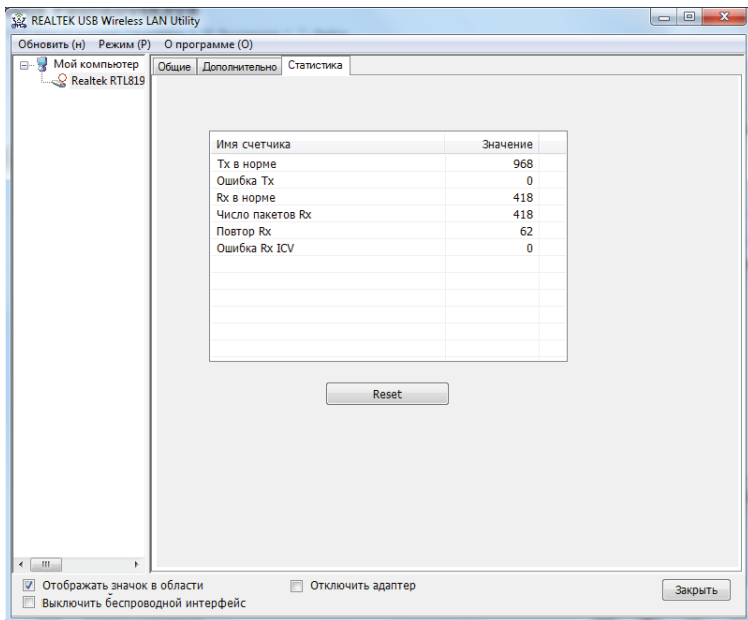 REALTEK USB Wireless LAN Utility
Обновить (н) Режим (P) О программе (O)
Мой компьютер
Realtek RTL819
Общие Дополнительно Статистика
Имя счетчика Значение
Tx в норме 968
Ошибка Tx 0
Rx в норме 418
Число пакетов Rx 418
Повтор Rx 62
Ошибка Rx ICV 0
Reset
Отображать значок в области
Отключить адаптер
Выключить беспроводной интерфейс
Закрыть